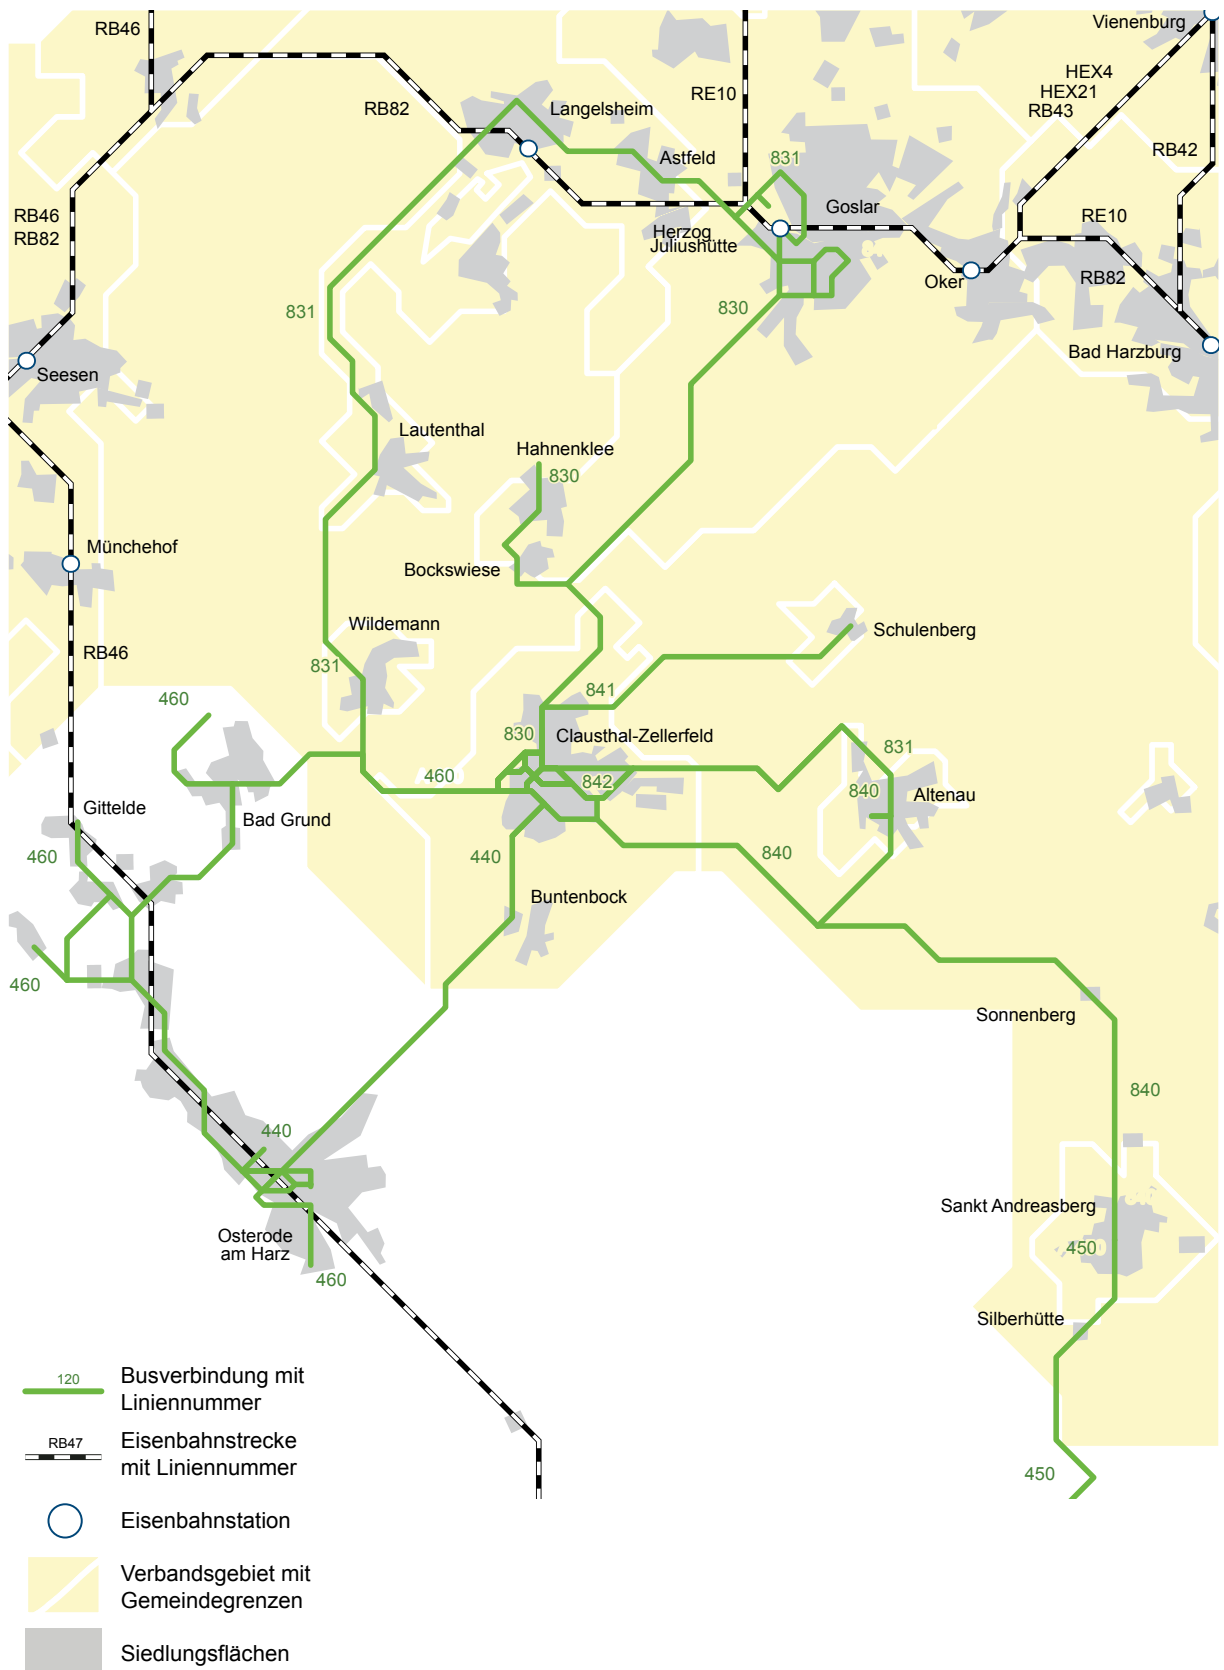 Vienenburg
RB46
HEX4
HEX21
RB43
RB82
RE10
Langelsheim
RB42
Astfeld
831
RB46
RB82
Goslar
RE10
Herzog
Juliushütte
Oker
RB82
831
830
Bad Harzburg
Seesen
Lautenthal
Hahnenklee
830
Münchehof
Bockswiese
Wildemann
Schulenberg
RB46
831
841
460
830
Clausthal-Zellerfeld
831
460
842
840
Altenau
Gittelde
Bad Grund
460
440
840
Buntenbock
460
Sonnenberg
840
440
Sankt Andreasberg
Osterode
am Harz
450
460
Silberhütte
120
Busverbindung mit
Liniennummer
RB47
Eisenbahnstrecke
mit Liniennummer
450
Eisenbahnstation
Verbandsgebiet mit
Gemeindegrenzen
Siedlungsflächen